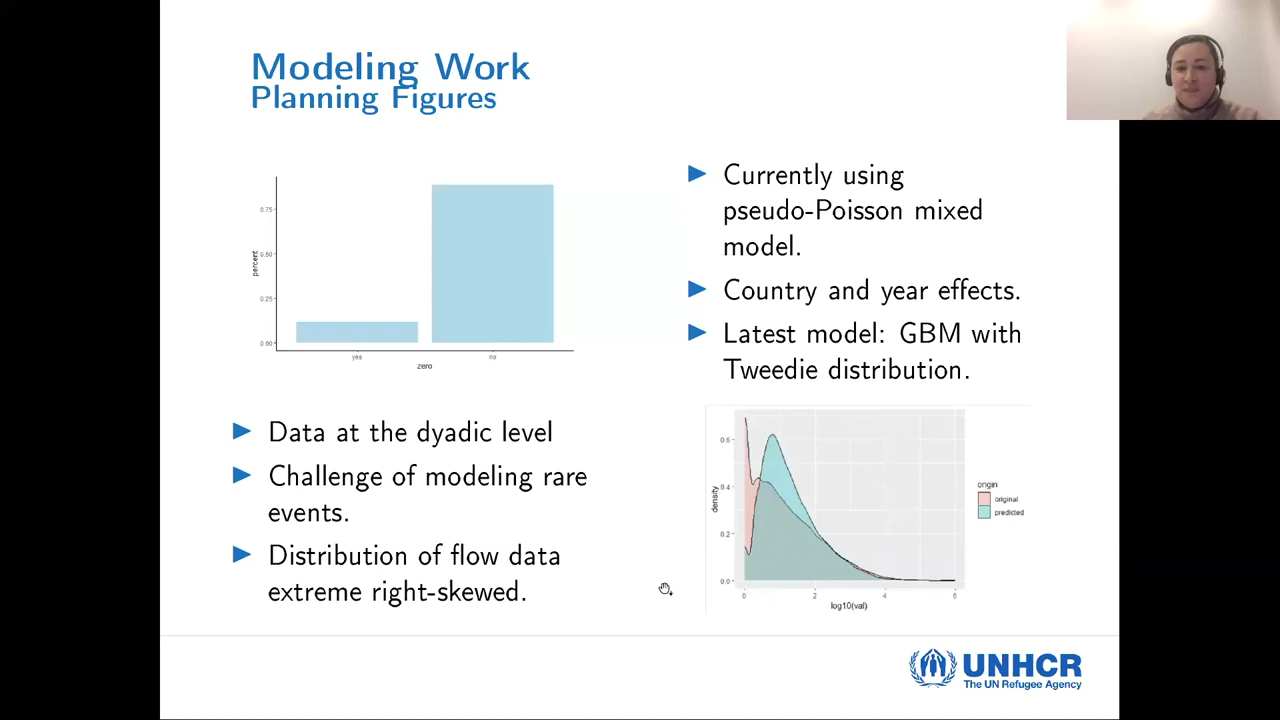 Modeling Work
Planning Figures
0.75
0.50
0.25
0.00
percent
yes
no
zero
Data at the dyadic level
Challenge of modeling rare
events.
Distribution of flow data
extreme right-skewed.
Currently using
pseudo-Poisson mixed
model.
Country and year effects.
Latest model: GBM with
Tweedie distribution.
0.6
0.4
0.2
0.0
density
0
2
4
6
log10(val)
origin
original
predicted
UNHCR
The UN Refugee Agency